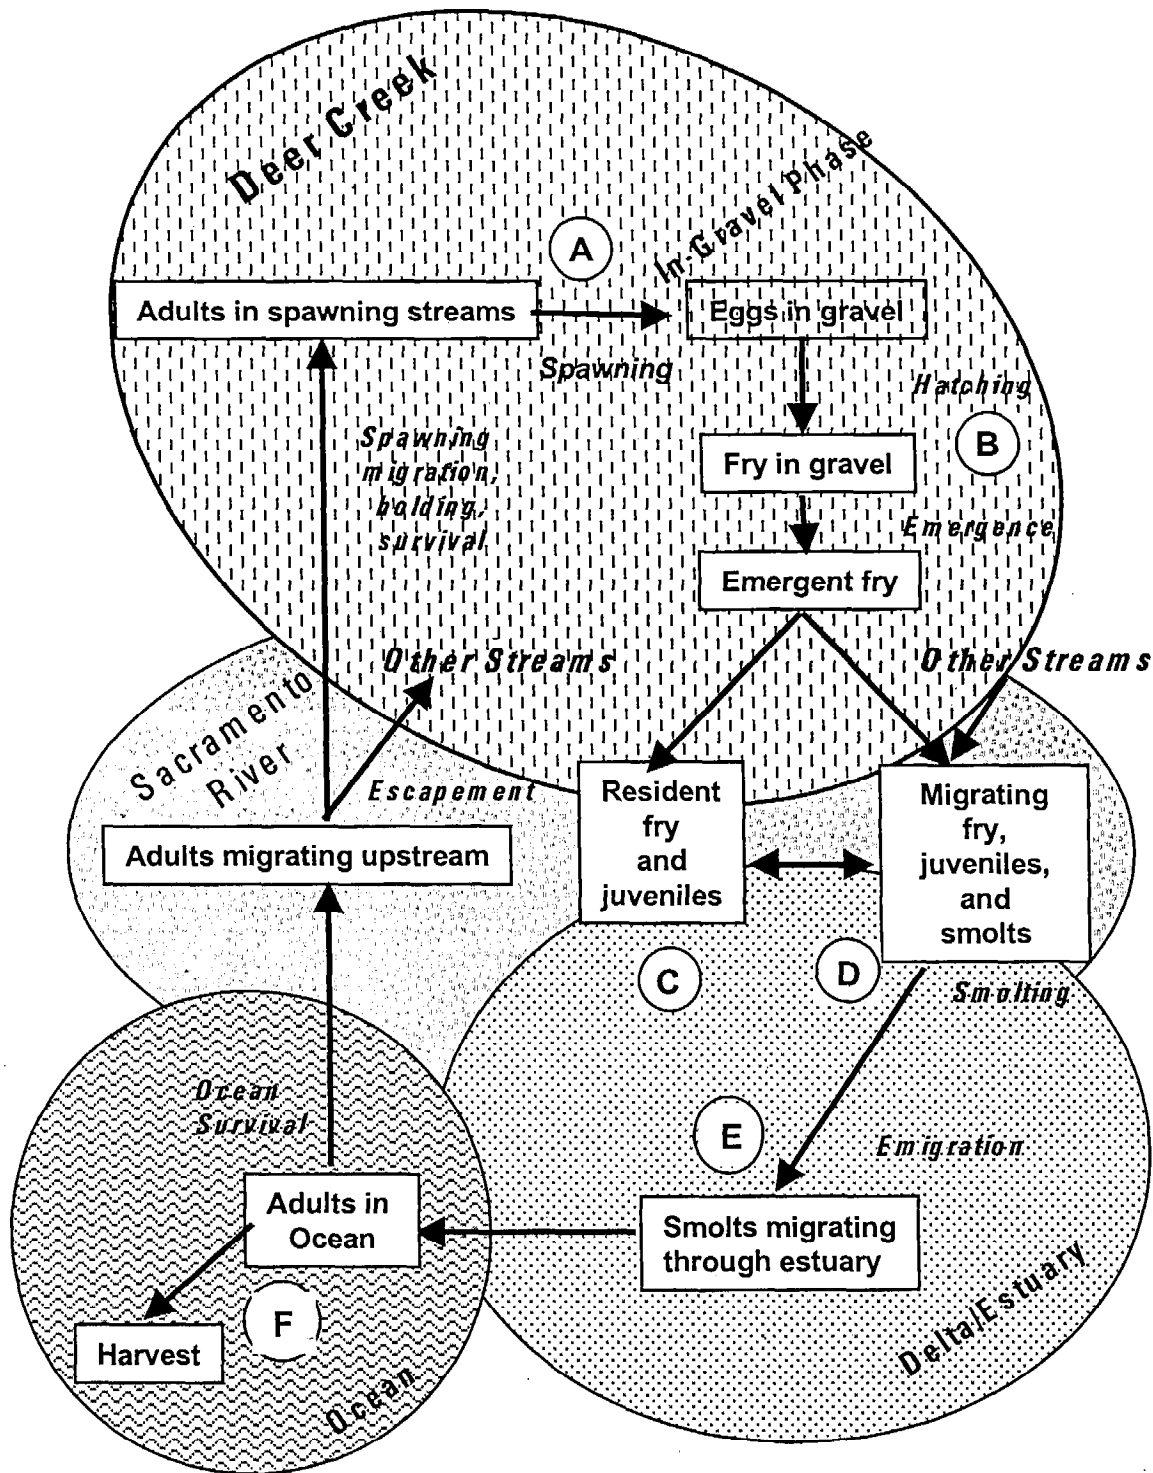 Deer Creek
In-Gravel Phase
A
Adults in spawning streams
Eggs in gravel
Spawning
Hatching
B
Spawning
migration,
holding,
survival
Fry in gravel
Emergence
Emergent fry
Other Streams
Other Streams
Sacramento
River
Escapement
Adults migrating upstream
Resident
fry
and
juveniles
Migrating
fry,
juveniles,
and
smolts
C
D
Smolting
Ocean
Survival
E
Emigration
Adults in
Ocean
Smolts migrating
through estuary
F
Harvest
Ocean
Delta/Estuary